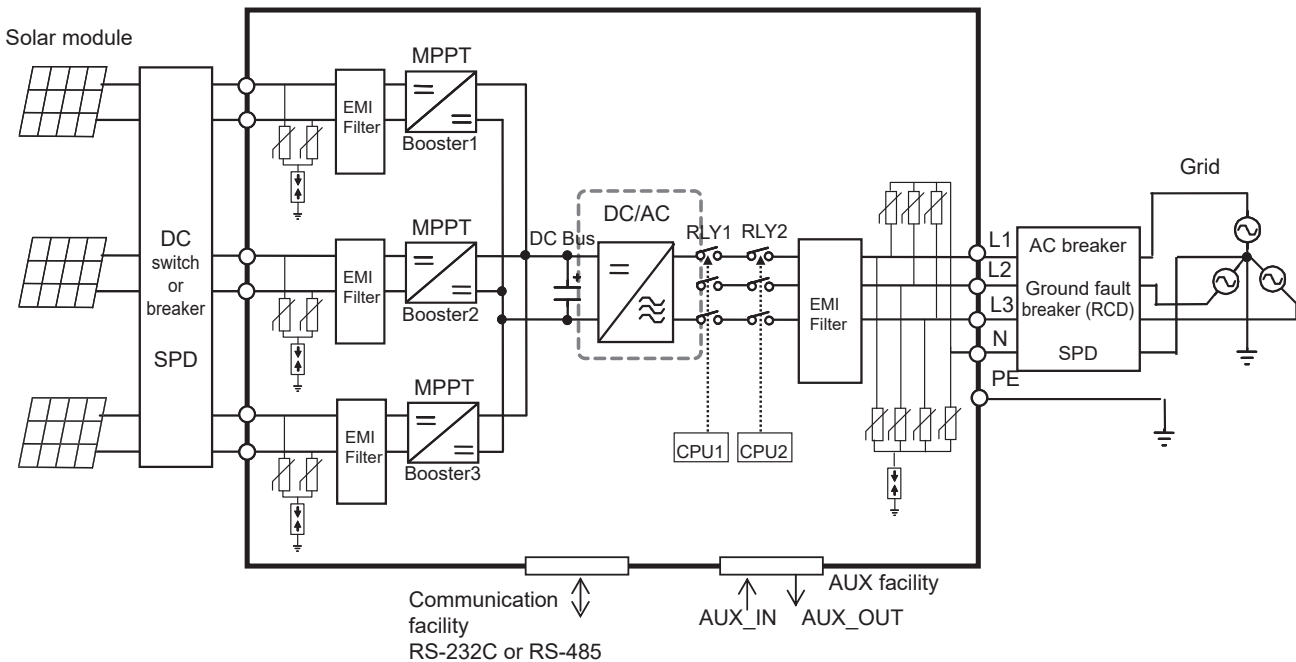 Solar module
DC
switch
or
breaker
SPD
EMI
Filter
MPPT
Booster1
EMI
Filter
MPPT
Booster2
EMI
Filter
MPPT
Booster3
DC Bus
+
DC/AC
RLY1
RLY2
CPU1
CPU2
EMI
Filter
L1
L2
L3
N
PE
AC breaker
Ground fault
breaker (RCD)
SPD
Grid
Communication
facility
RS-232C or RS-485
AUX facility
AUX_IN
AUX_OUT